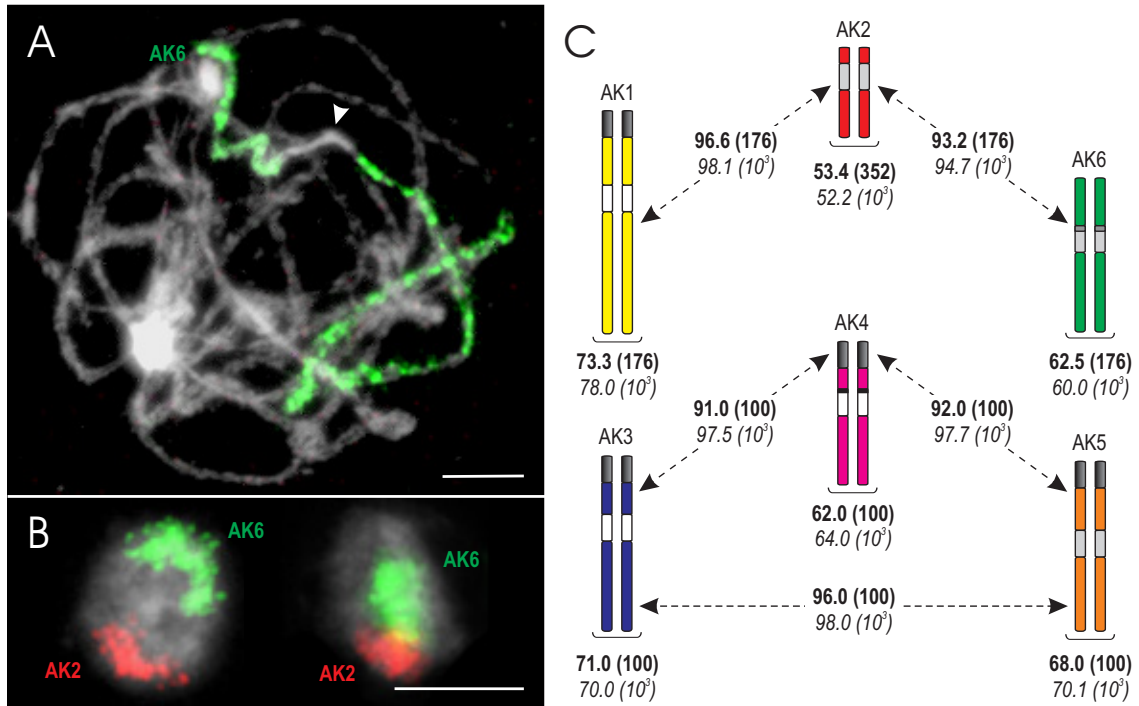 A
AK6
B
AK6
AK2
AK6
AK2
C
AK2
AK1
96.6 (176)
98.1 (10³)
93.2 (176)
94.7 (10³)
53.4 (352)
52.2 (10³)
AK6
73.3 (176)
78.0 (10³)
AK4
62.5 (176)
60.0 (10³)
91.0 (100)
97.5 (10³)
92.0 (100)
97.7 (10³)
AK3
AK5
62.0 (100)
64.0 (10³)
96.0 (100)
98.0 (10³)
71.0 (100)
70.0 (10³)
68.0 (100)
70.1 (10³)